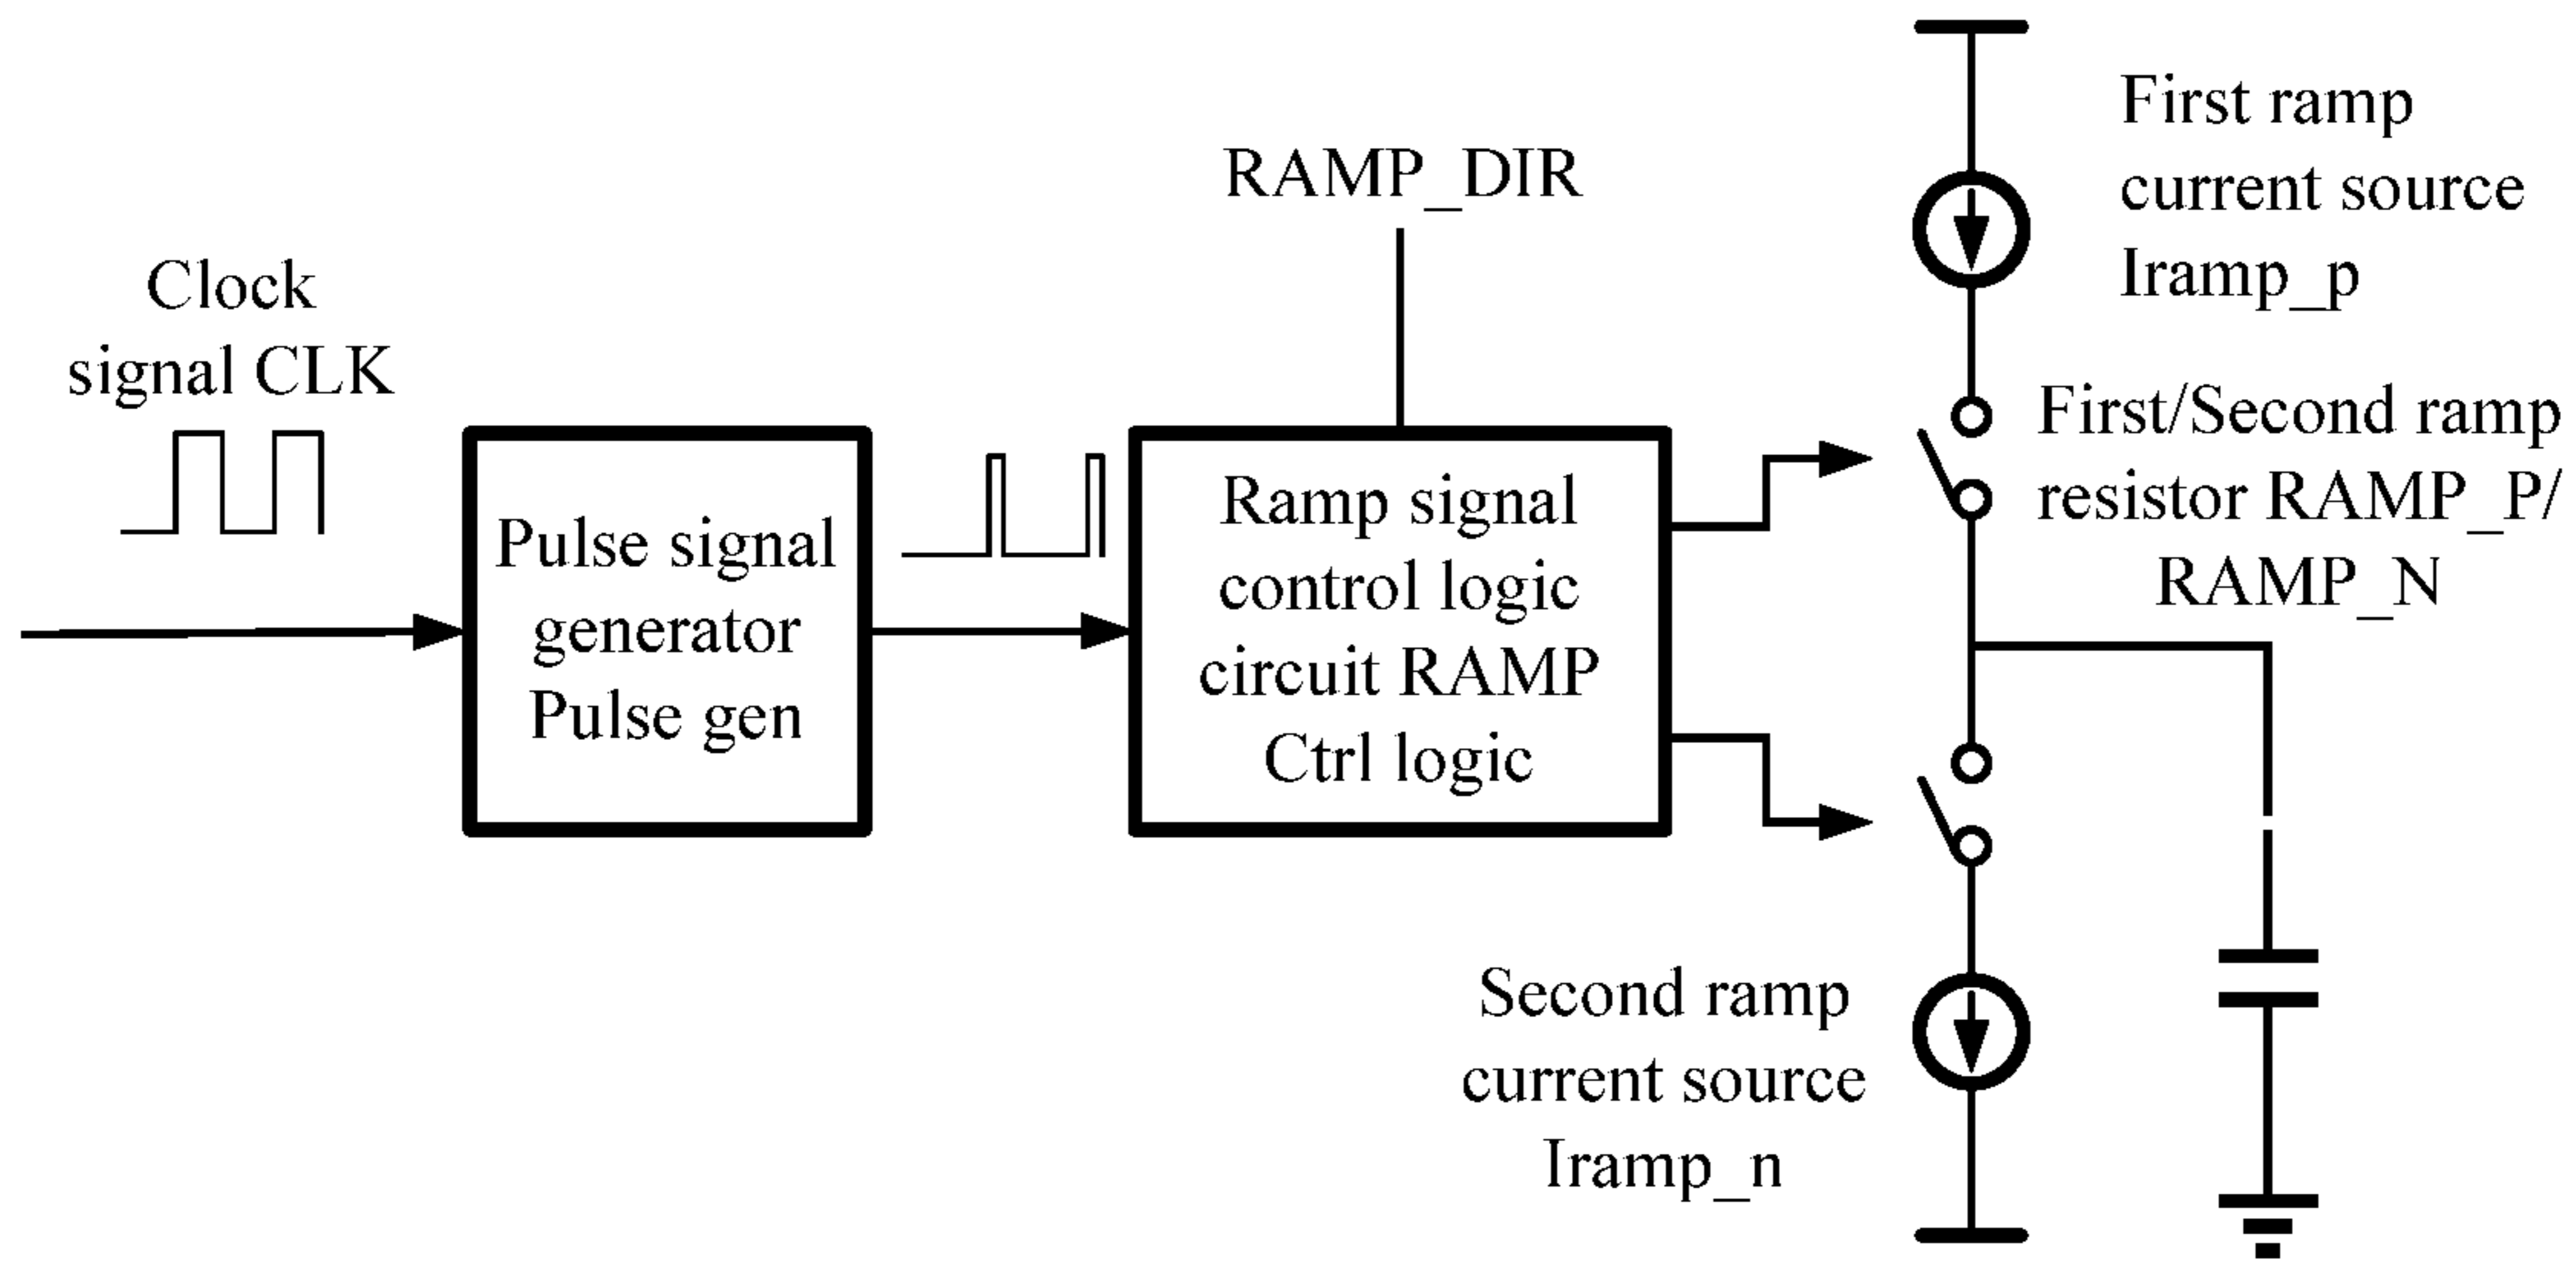 Clock
signal CLK
Pulse signal
generator
Pulse gen
RAMP_DIR
Ramp signal
control logic
circuit RAMP
Ctrl logic
First ramp
current source
Iramp_p
First/Second ramp
resistor RAMP_P/
RAMP_N
Second ramp
current source
Iramp_n